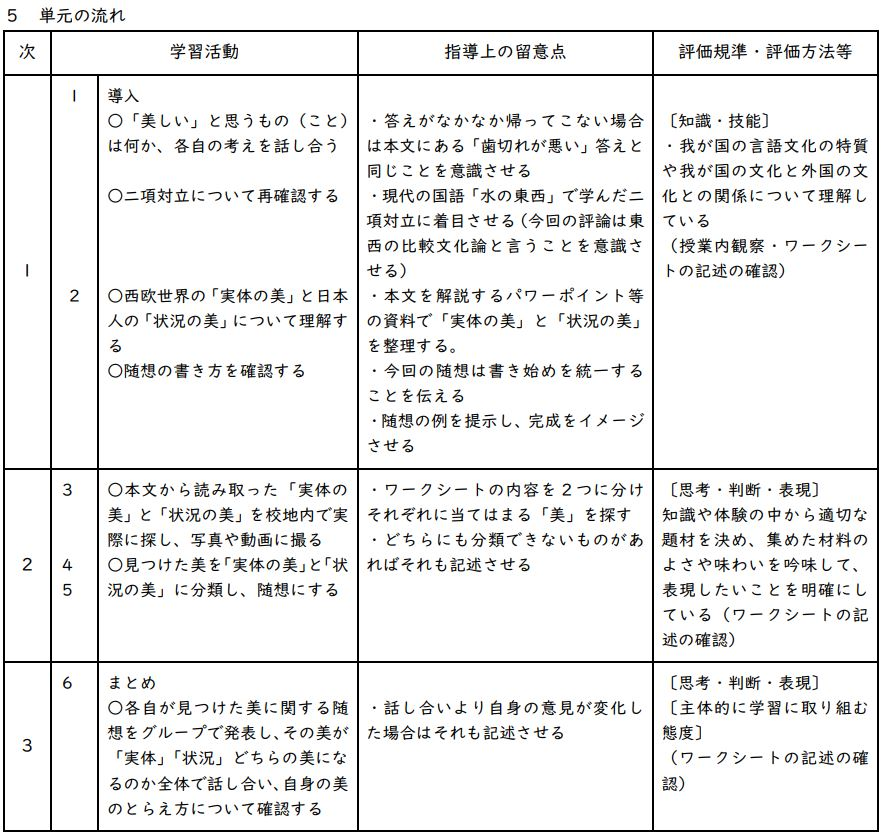 5　単元の流れ
次
学習活動
指導上の留意点
評価規準・評価方法等
1
1
導入
○「美しい」と思うもの（こと）
は何か、各自の考えを話し合う
○二項対立について再確認する
2
○西欧世界の「実体の美」と日本
人の「状況の美」について理解す
る
○随想の書き方を確認する
・答えがなかなか帰ってこない場合
は本文にある「歯切れが悪い」答えと
同じことを意識させる
・現代の国語「水の東西」で学んだ二
項対立に着目させる（今回の評論は東
西の比較文化論と言うことを意識さ
せる）
・本文を解説するパワーポイント等
の資料で「実体の美」と「状況の美」
を整理する。
・今回の随想は書き始めを統一する
ことを伝える
・随想の例を提示し、完成をイメージ
させる
［知識・技能］
・我が国の言語文化の特質
や我が国の文化と外国の文
化との関係について理解し
ている
（授業内観察・ワークシー
トの記述の確認）
2
3
○本文から読み取った「実体の
美」と「状況の美」を校地内で実
際に探し、写真や動画に撮る
4
○見つけた美を「実体の美」と「状
5
況の美」に分類し、随想にする
・ワークシートの内容を２つに分け
それぞれに当てはまる「美」を探す
・どちらにも分類できないものがあ
ればそれも記述させる
［思考・判断・表現］
知識や体験の中から適切な
題材を決め、集めた材料の
よさや味わいを吟味して、
表現したいことを明確にし
ている（ワークシートの記
述の確認）
3
6
まとめ
○各自が見つけた美に関する随
想をグループで発表し、その美が
「実体」「状況」どちらの美にな
るのか全体で話し合い、自身の美
のとらえ方について確認する
・話し合いより自身の意見が変化し
た場合はそれも記述させる
［思考・判断・表現］
［主体的に学習に取り組む
態度］
（ワークシートの記述の確
認）